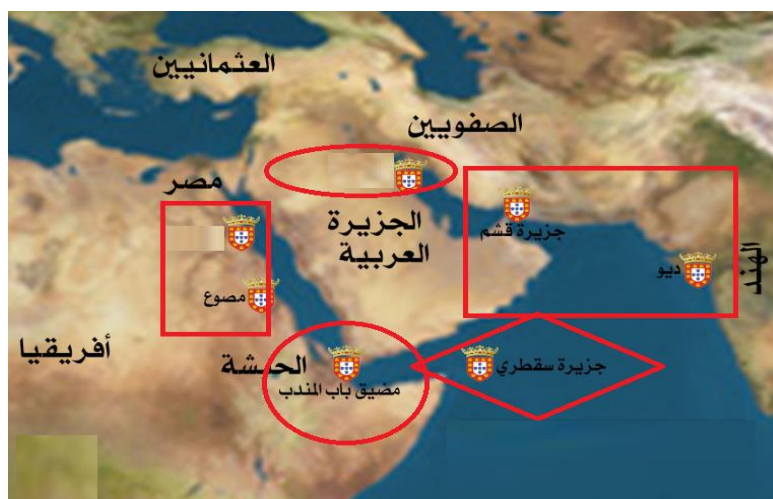 العثمانيين
الصفويين
مصر
الجزيرة
العربية
جزيرة قشم
الهند
ديو
مصوع
أفريقيا
الحبشة
مضيق باب المندب
جزيرة سقطري